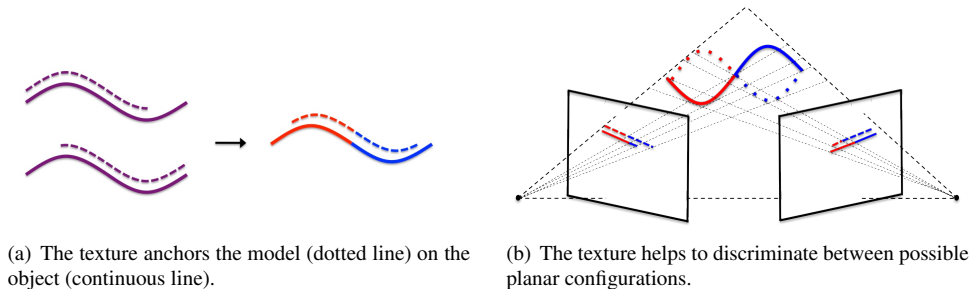 (a) The texture anchors the model (dotted line) on the
object (continuous line).
(b) The texture helps to discriminate between possible
planar configurations.